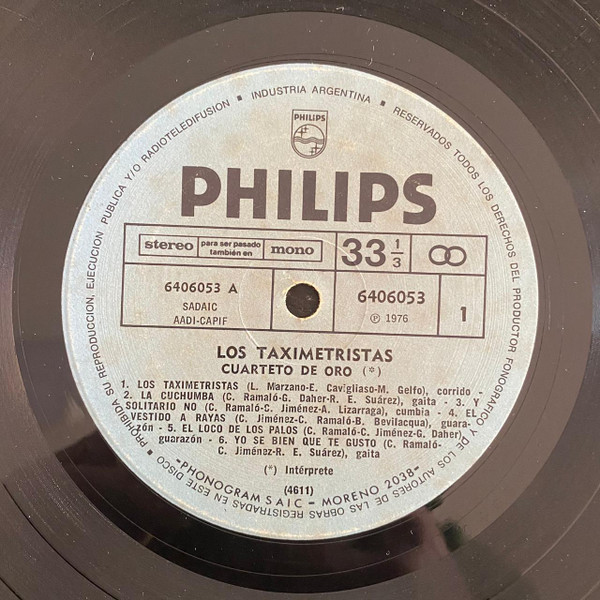 INDUSTRIA ARGENTINA • RESERVADOS TODOS LOS DERECHOS DEL PRODUCTOR FONOGRAFICO Y DE LOS AUTORES DE LAS OBRAS REGISTRADAS EN ESTE DISCO • PROHIBIDA SU REPRODUCCION, EJECUCION PUBLICA Y/O RADIOTELEDIFUSION •
PHILIPS
PHILIPS
stereo para ser pasado también en mono 33 1/3
6406053 A
SADAIC
AADI-CAPIF
6406053
℗ 1976
1
LOS TAXIMETRISTAS
CUARTETO DE ORO (*)
1. LOS TAXIMETRISTAS (L. Marzano-E. Cavigliaso-M. Gelfo), corrido -
2. LA CUCHUMBA (C. Ramaló-G. Daher-R. E. Suárez), gaita - 3. Y
SOLITARIO NO (C. Ramaló-C. Jiménez-A. Lizarraga), cumbia - 4. EL
VESTIDO A RAYAS (C. Jiménez-C. Ramaló-B. Bevilacqua), guara-
zón - 5. EL LOCO DE LOS PALOS (C. Ramaló-C. Jiménez-G. Daher),
guarazón - 6. YO SE BIEN QUE TE GUSTO (C. Ramaló-
C. Jiménez-R. E. Suárez), gaita
(*) Intérprete
(4611)
-PHONOGRAM S A I C - MORENO 2038-